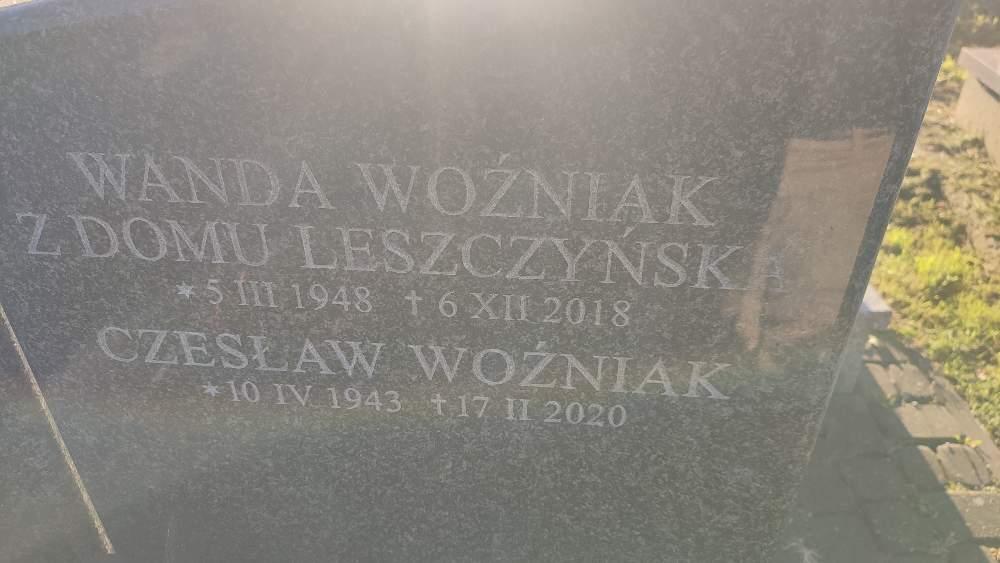 WANDA WOŹNIAK
Z DOMU LESZCZYŃSKA
*5 III 1948 †6 XII 2018
CZESŁAW WOŹNIAK
*10 IV 1943 †17 II 2020